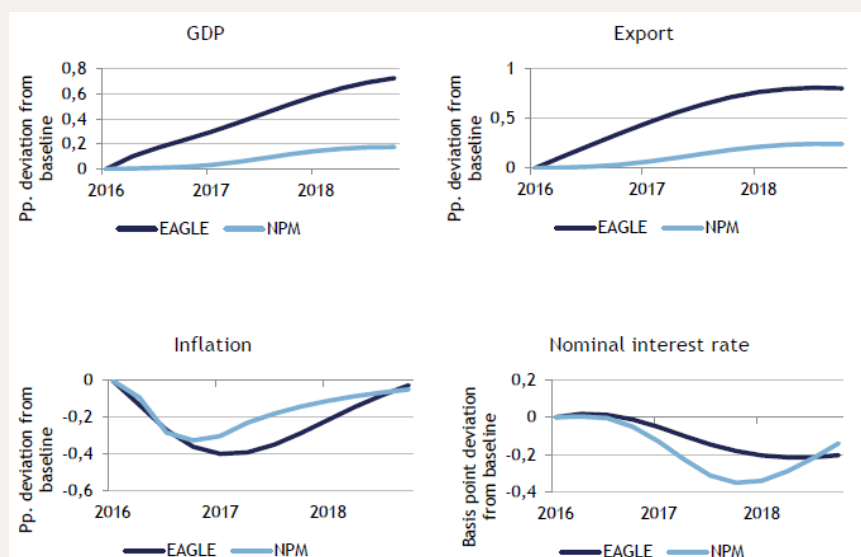 GDP
Pp. deviation from
baseline
0,8
0,6
0,4
0,2
0
2016
2017
2018
EAGLE
NPM
Export
Pp. deviation from
baseline
1
0,5
0
2016
2017
2018
EAGLE
NPM
Inflation
Pp. deviation from
baseline
0
-0,2
-0,4
-0,6
2016
2017
2018
EAGLE
NPM
Nominal interest rate
Basis point deviation
from baseline
0,2
0
-0,2
-0,4
2016
2017
2018
EAGLE
NPM